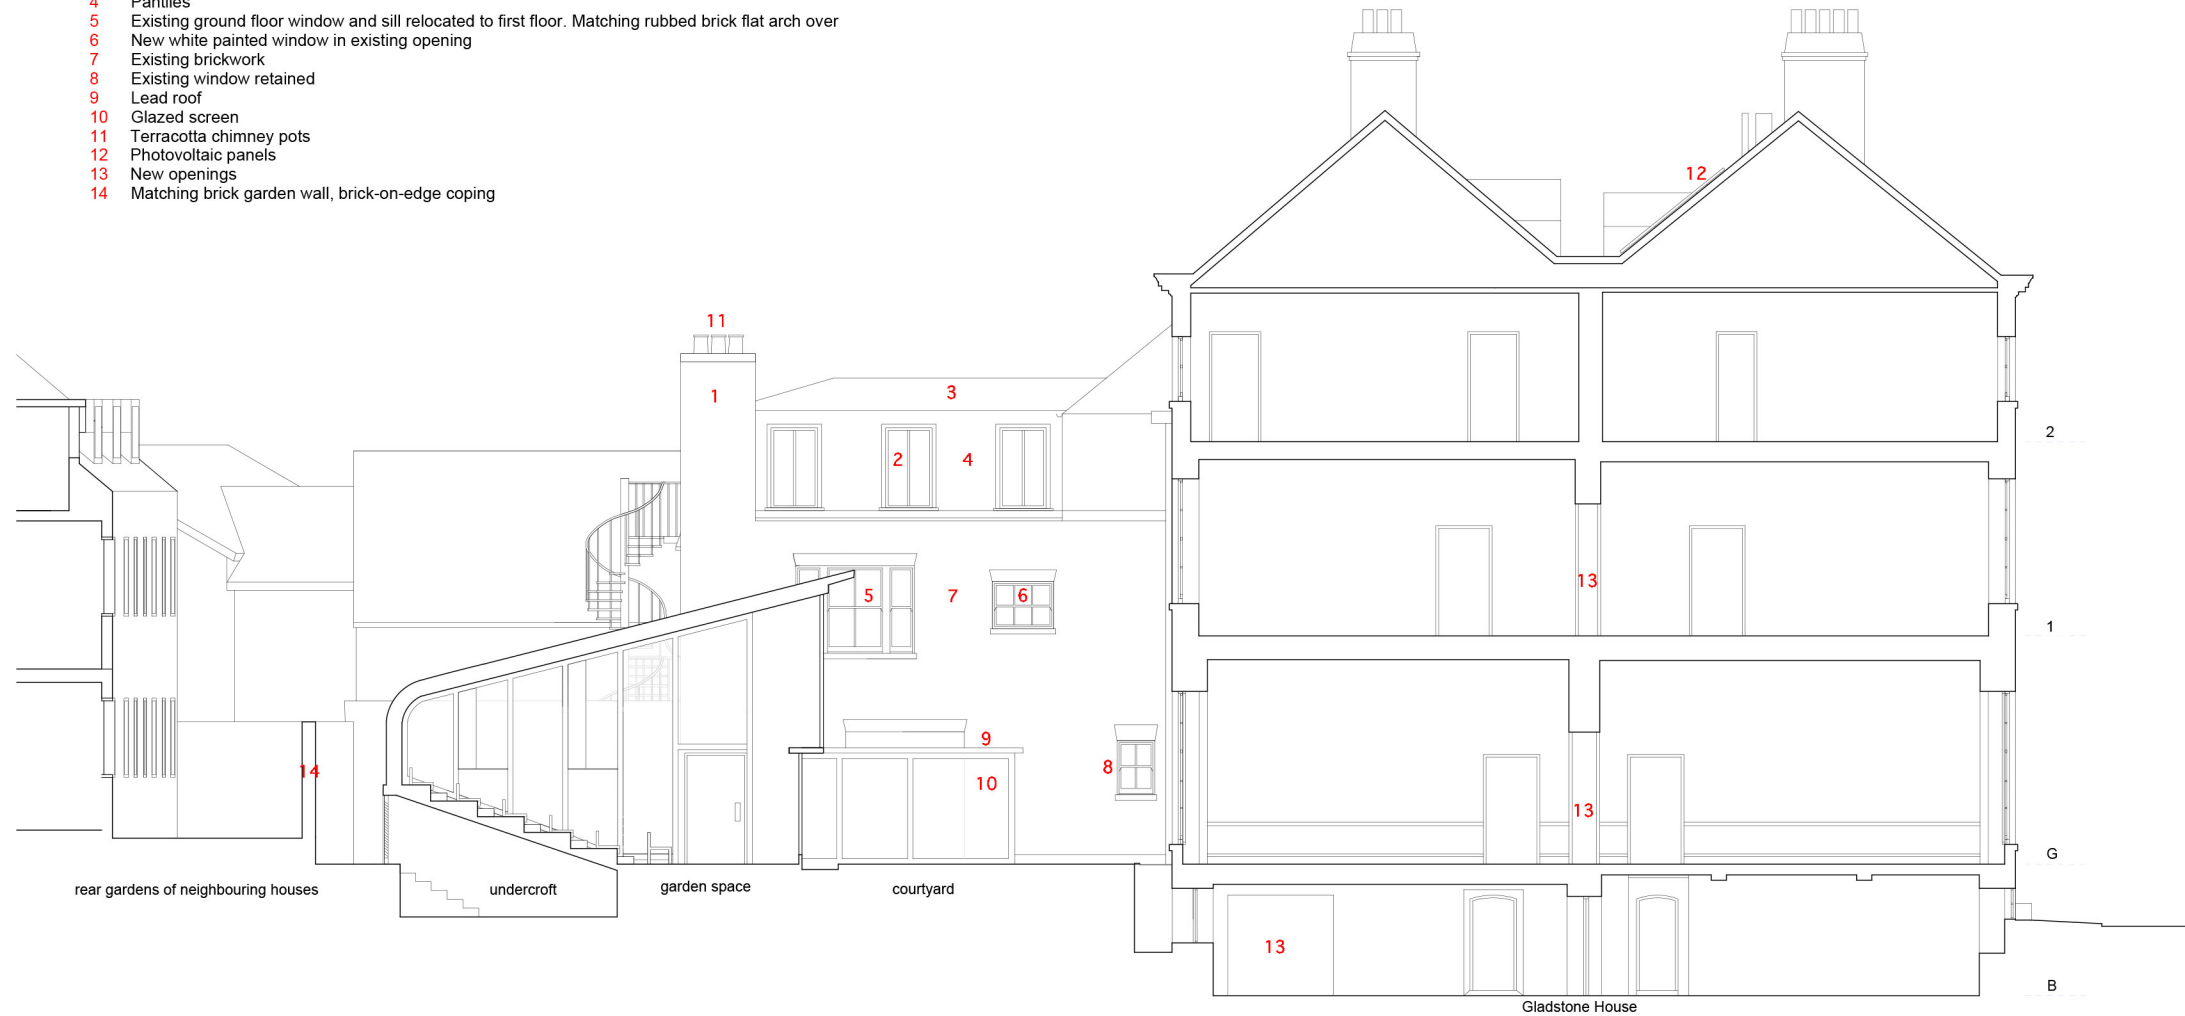 4 Pantiles
5 Existing ground floor window and sill relocated to first floor. Matching rubbed brick flat arch over
6 New white painted window in existing opening
7 Existing brickwork
8 Existing window retained
9 Lead roof
10 Glazed screen
11 Terracotta chimney pots
12 Photovoltaic panels
13 New openings
14 Matching brick garden wall, brick-on-edge coping
12
11
3
1
2
4
2
5
7
6
13
1
9
14
8
10
13
G
rear gardens of neighbouring houses
undercroft
garden space
courtyard
13
B
Gladstone House